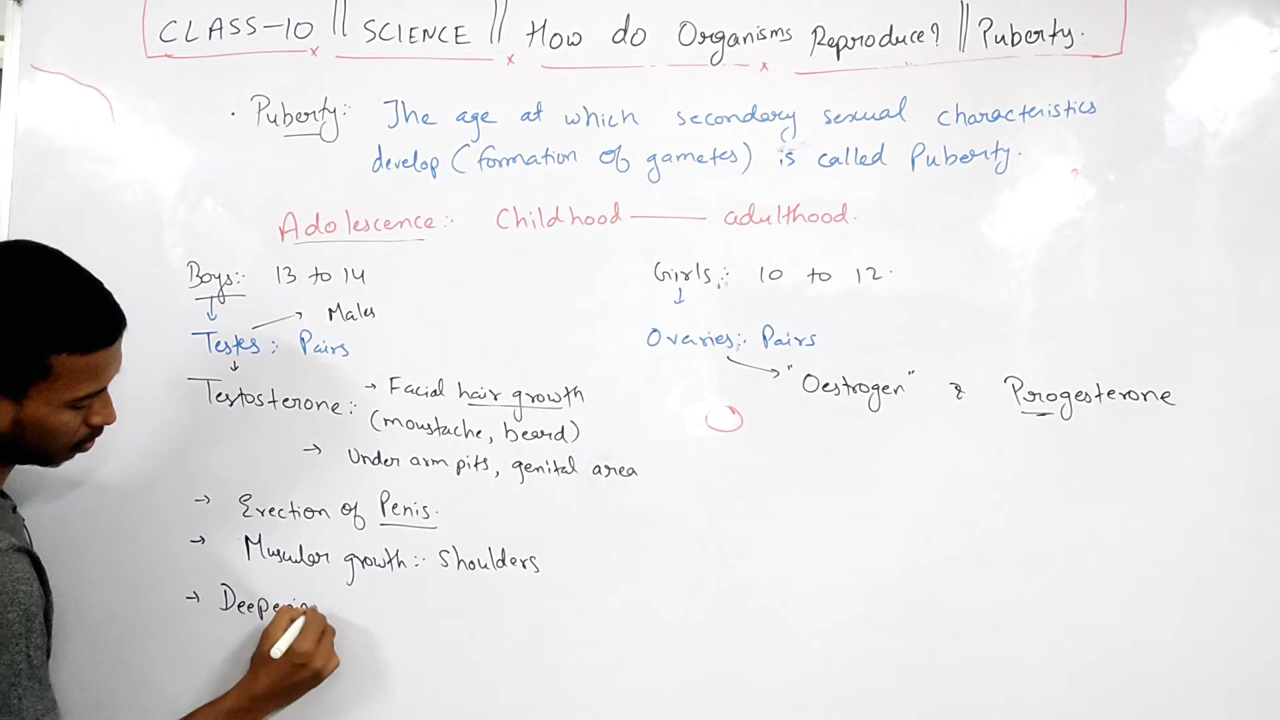 CLASS-10 || SCIENCE || How do Organisms Reproduce? || Puberty.
· Puberty:- The age at which secondary sexual characteristics
develop (formation of gametes) is called Puberty.
Adolescence:- Childhood —— adulthood.
Boys:- 13 to 14
→ Males
Testes:- Pairs
Testosterone:- → Facial hair growth
(moustache, beard)
→ Under arm pits, genital area
→ Erection of Penis.
→ Muscular growth:- Shoulders
→ Deepenin
Girls:- 10 to 12.
Ovaries:- Pairs
"Oestrogen" & Progesterone